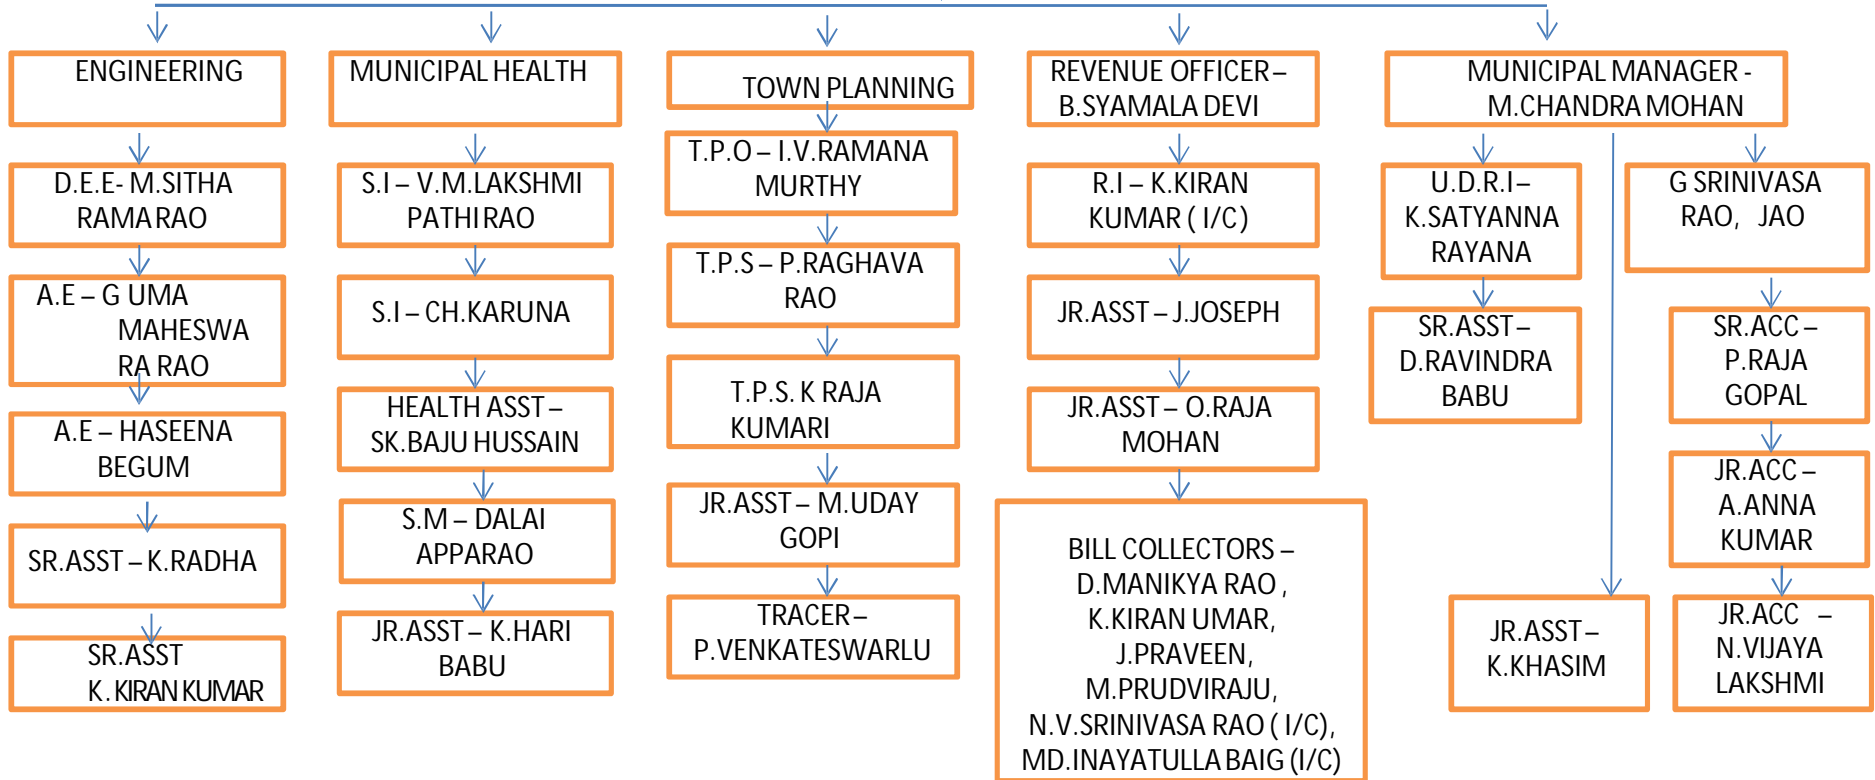 ENGINEERING
D.E.E- M.SITHA
RAMA RAO
A.E – G UMA
MAHESWA
RA RAO
A.E – HASEENA
BEGUM
SR.ASST – K.RADHA
SR.ASST
K. KIRAN KUMAR
MUNICIPAL HEALTH
S.I – V.M.LAKSHMI
PATHI RAO
S.I – CH.KARUNA
HEALTH ASST –
SK.BAJU HUSSAIN
S.M – DALAI
APPARAO
JR.ASST – K.HARI
BABU
TOWN PLANNING
T.P.O – I.V.RAMANA
MURTHY
T.P.S – P.RAGHAVA
RAO
T.P.S. K RAJA
KUMARI
JR.ASST – M.UDAY
GOPI
TRACER –
P.VENKATESWARLU
REVENUE OFFICER –
B.SYAMALA DEVI
R.I – K.KIRAN
KUMAR ( I/C)
JR.ASST – J.JOSEPH
JR.ASST – O.RAJA
MOHAN
BILL COLLECTORS –
D.MANIKYA RAO ,
K.KIRAN UMAR,
J.PRAVEEN,
M.PRUDVIRAJU,
N.V.SRINIVASA RAO ( I/C),
MD.INAYATULLA BAIG (I/C)
MUNICIPAL MANAGER -
M.CHANDRA MOHAN
U.D.R.I –
K.SATYANNA
RAYANA
SR.ASST –
D.RAVINDRA
BABU
JR.ASST –
K.KHASIM
G SRINIVASA
RAO, JAO
SR.ACC –
P.RAJA
GOPAL
JR.ACC –
A.ANNA
KUMAR
JR.ACC –
N.VIJAYA
LAKSHMI